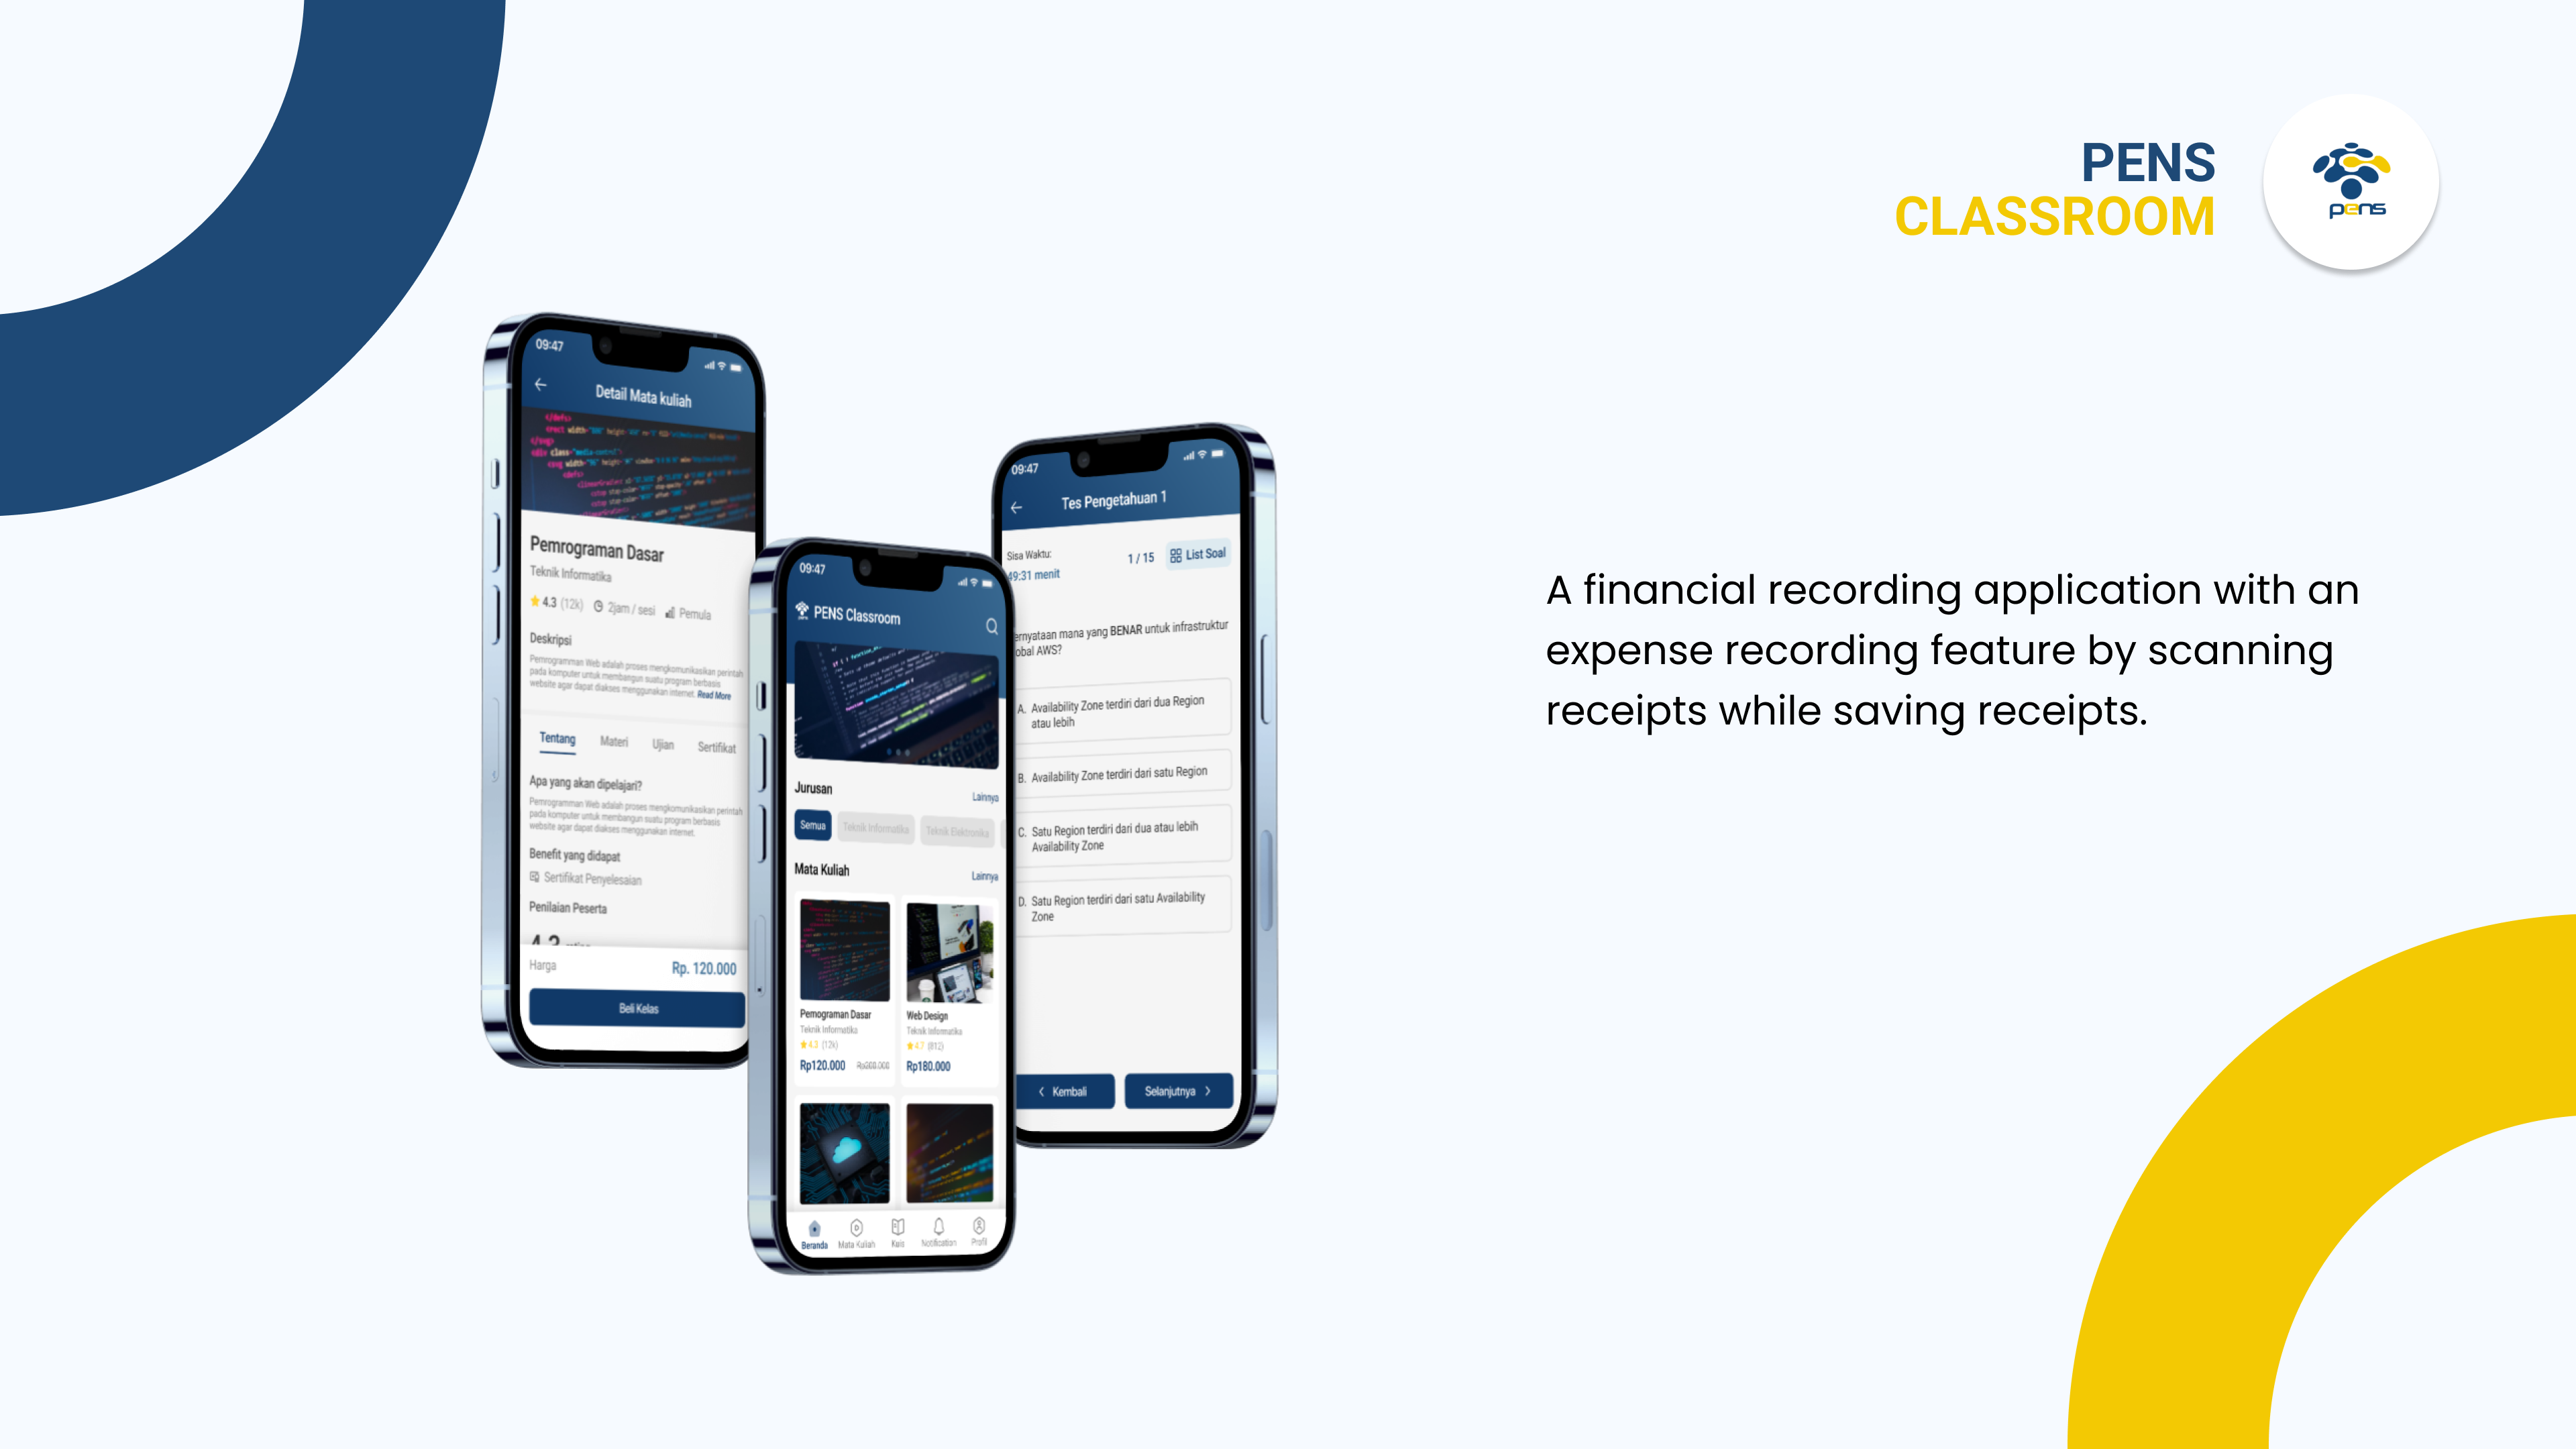 PENS
CLASSROOM
pens
A financial recording application with an
expense recording feature by scanning
receipts while saving receipts.
09:47
Detail Mata kuliah
Pemrograman Dasar
Teknik Informatika
4.3 (12k) 2jam / sesi Pemula
Deskripsi
Pemrogramman Web adalah proses mengkomunikasikan perintah
pada komputer untuk membangun suatu program berbasis
website agar dapat diakses menggunakan internet. Read More
Tentang Materi Ujian Sertifikat
Apa yang akan dipelajari?
Pemrogramman Web adalah proses mengkomunikasikan perintah
pada komputer untuk membangun suatu program berbasis
website agar dapat diakses menggunakan internet.
Benefit yang didapat
Sertifikat Penyelesaian
Penilaian Peserta
Harga Rp. 120.000
Beli Kelas
09:47
PENS Classroom
Jurusan Lainnya
Semua Teknik Informatika Teknik Elektronika
Mata Kuliah Lainnya
Pemograman Dasar
Teknik Informatika
4.3 (12k)
Rp120.000
Web Design
Teknik Informatika
4.7 (812)
Rp180.000
Beranda Mata Kuliah Kuis Notification Profil
09:47
Tes Pengetahuan 1
Sisa Waktu:
49:31 menit
1 / 15 List Soal
ernyataan mana yang BENAR untuk infrastruktur
obal AWS?
A. Availability Zone terdiri dari dua Region
atau lebih
B. Availability Zone terdiri dari satu Region
C. Satu Region terdiri dari dua atau lebih
Availability Zone
D. Satu Region terdiri dari satu Availability
Zone
Kembali Selanjutnya